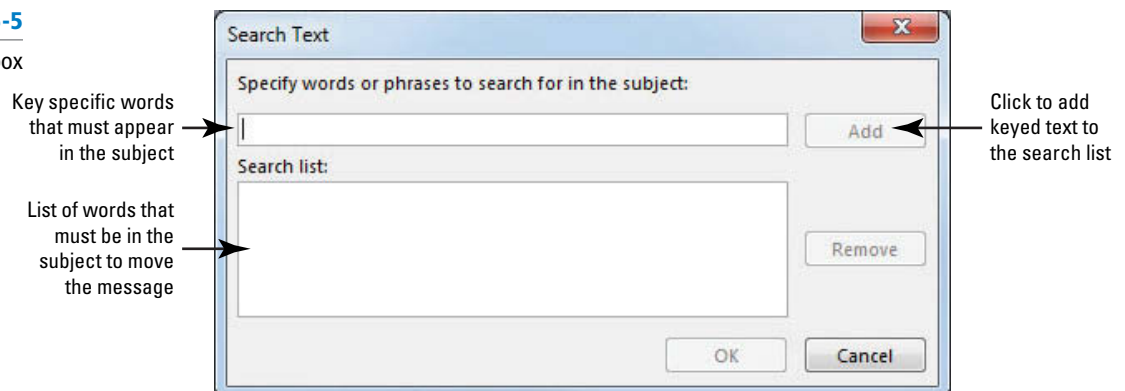 -5
ox
Search Text
Specify words or phrases to search for in the subject:
Key specific words
that must appear
in the subject
Add
Click to add
keyed text to
the search list
Search list:
List of words that
must be in the
subject to move
the message
Remove
OK
Cancel